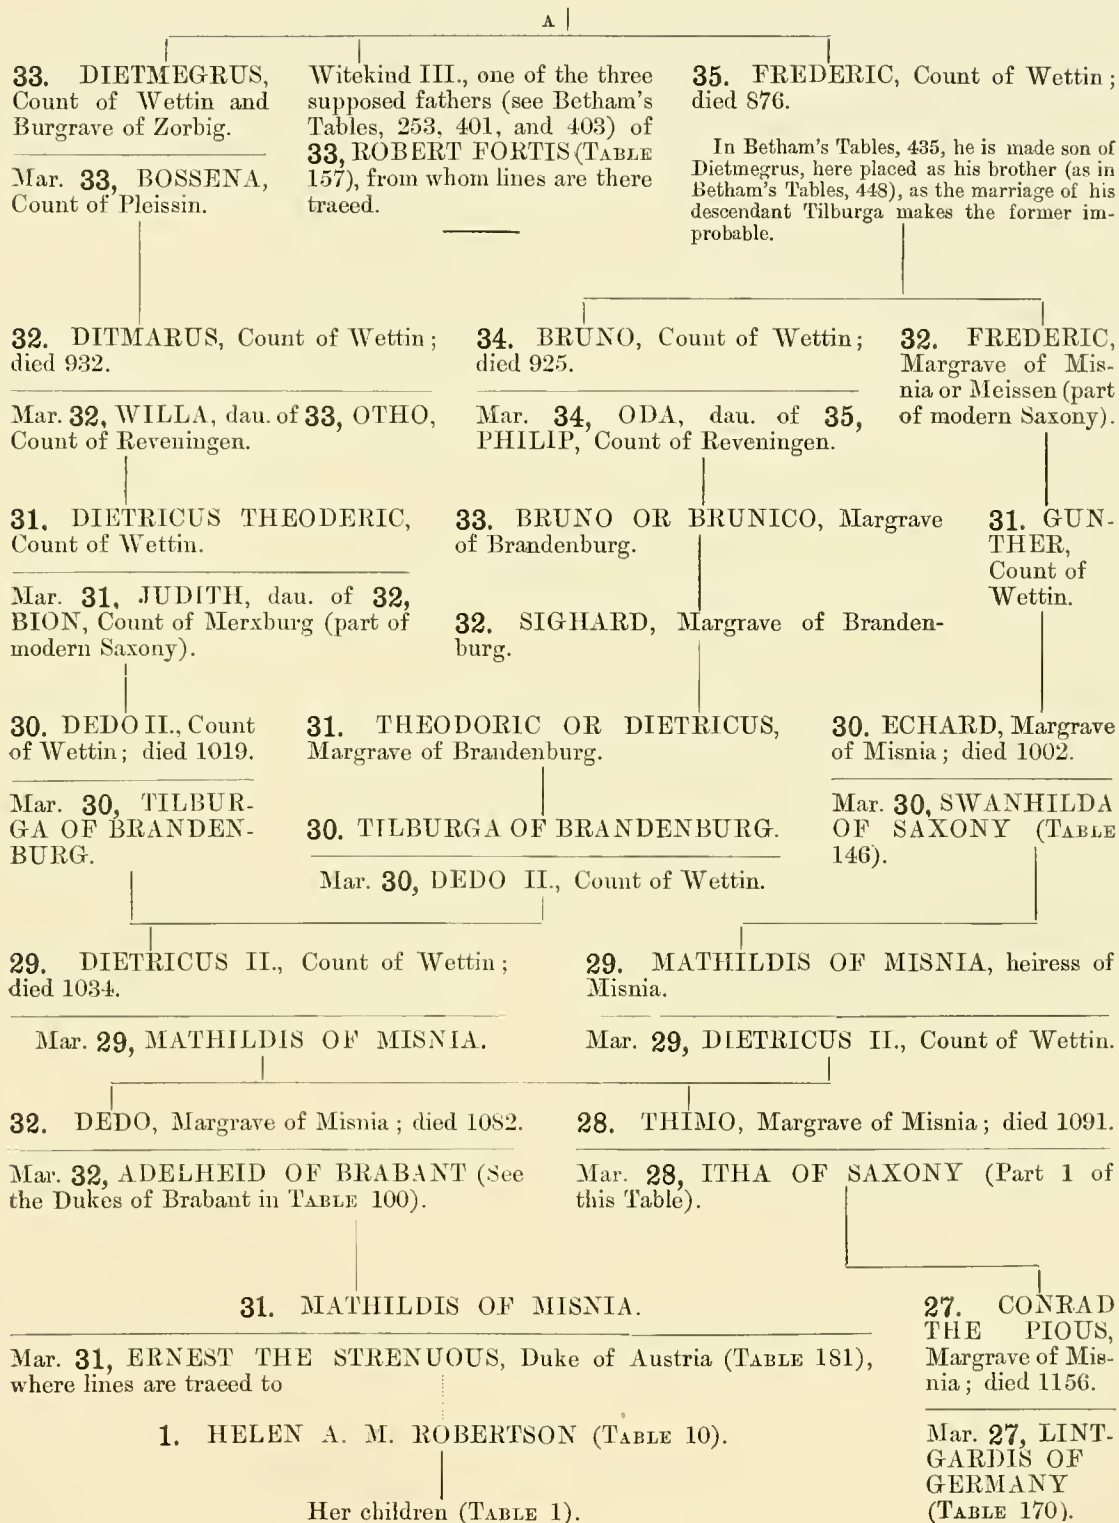 A
33. DIETMEGRUS,
Count of Wettin and
Burgrave of Zorbig.
Mar. 33, BOSSENA,
Count of Pleissin.
Witekind III., one of the three
supposed fathers (see Betham's
Tables, 253, 401, and 403) of
33, ROBERT FORTIS (TABLE
157), from whom lines are there
traced.
35. FREDERIC, Count of Wettin;
died 876.
In Betham's Tables, 435, he is made son of
Dietmegrus, here placed as his brother (as in
Betham's Tables, 448), as the marriage of his
descendant Tilburga makes the former im-
probable.
32. DITMARUS, Count of Wettin;
died 932.
Mar. 32, WILLA, dau. of 33, OTHO,
Count of Reveningen.
34. BRUNO, Count of Wettin;
died 925.
Mar. 34, ODA, dau. of 35,
PHILIP, Count of Reveningen.
32. FREDERIC,
Margrave of Mis-
nia or Meissen (part
of modern Saxony).
31. DIETRICUS THEODERIC,
Count of Wettin.
Mar. 31, JUDITH, dau. of 32,
BION, Count of Merxburg (part of
modern Saxony).
33. BRUNO OR BRUNICO, Margrave
of Brandenburg.
32. SIGHARD, Margrave of Branden-
burg.
31. GUN-
THER,
Count of
Wettin.
30. DEDO II., Count
of Wettin; died 1019.
Mar. 30, TILBUR-
GA OF BRANDEN-
BURG.
31. THEODORIC OR DIETRICUS,
Margrave of Brandenburg.
30. TILBURGA OF BRANDENBURG.
Mar. 30, DEDO II., Count of Wettin.
30. ECHARD, Margrave
of Misnia; died 1002.
Mar. 30, SWANHILDA
OF SAXONY (TABLE
146).
29. DIETRICUS II., Count of Wettin;
died 1034.
Mar. 29, MATHILDIS OF MISNIA.
29. MATHILDIS OF MISNIA, heiress of
Misnia.
Mar. 29, DIETRICUS II., Count of Wettin.
32. DEDO, Margrave of Misnia; died 1082.
Mar. 32, ADELHEID OF BRABANT (See
the Dukes of Brabant in TABLE 100).
28. THIMO, Margrave of Misnia; died 1091.
Mar. 28, ITHA OF SAXONY (Part 1 of
this Table).
31. MATHILDIS OF MISNIA.
Mar. 31, ERNEST THE STRENUOUS, Duke of Austria (TABLE 181),
where lines are traced to
1. HELEN A. M. ROBERTSON (TABLE 10).
Her children (TABLE 1).
27. CONRAD
THE PIOUS,
Margrave of Mis-
nia; died 1156.
Mar. 27, LINT-
GARDIS OF
GERMANY
(TABLE 170).